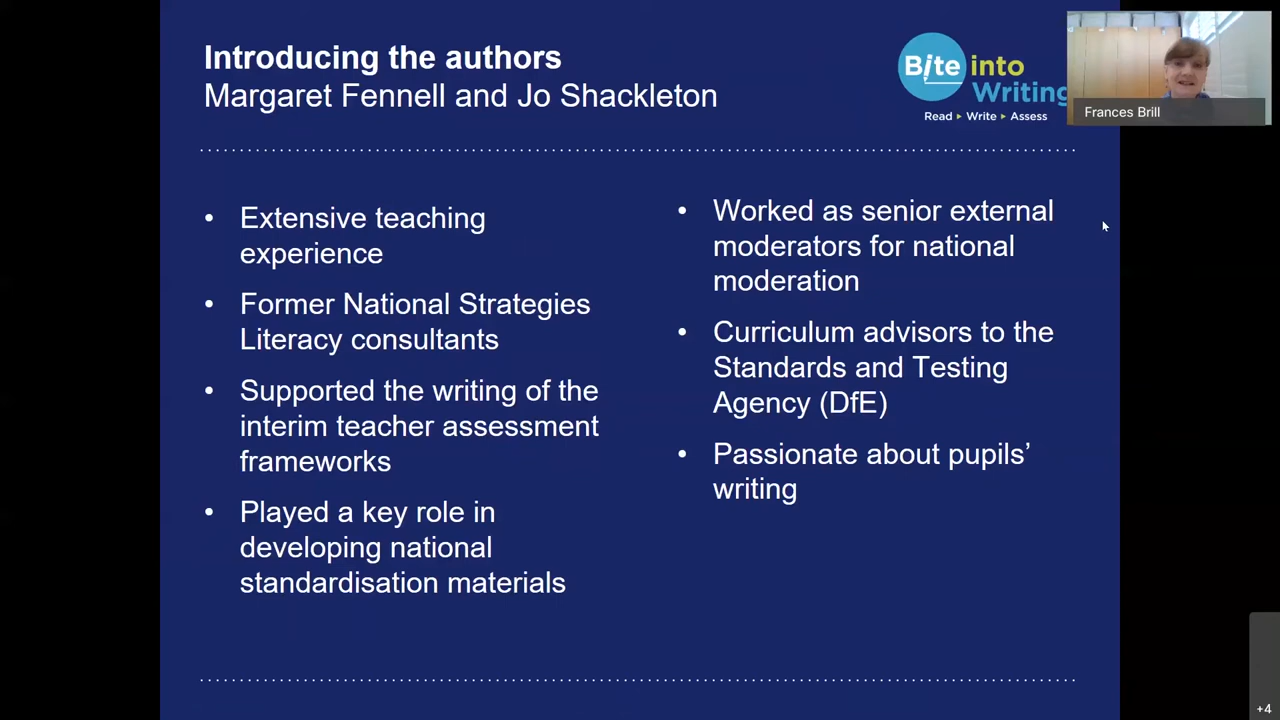 Introducing the authors
Margaret Fennell and Jo Shackleton
Bite into
Writing
Read ▸ Write ▸ Assess
Frances Brill
• Extensive teaching
experience
• Former National Strategies
Literacy consultants
• Supported the writing of the
interim teacher assessment
frameworks
• Played a key role in
developing national
standardisation materials
• Worked as senior external
moderators for national
moderation
• Curriculum advisors to the
Standards and Testing
Agency (DfE)
• Passionate about pupils’
writing
+4